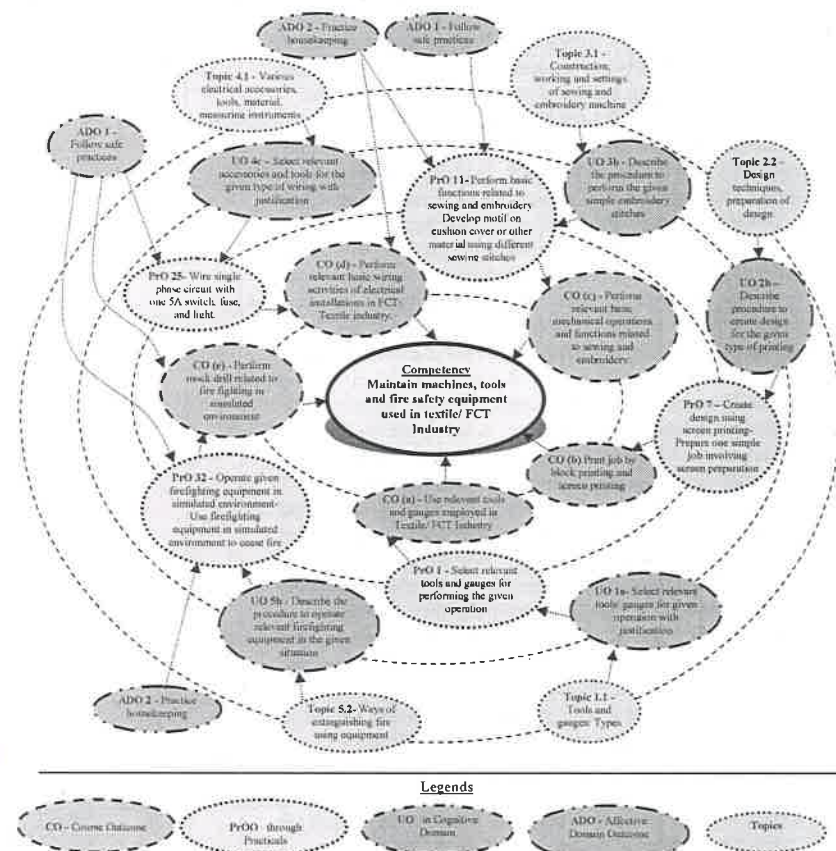 ADO 2 - Practice
housekeeping
ADO 1 - Follow
safe practices
Topic 4.1 - Various
electrical accessories,
tools, material,
measuring instruments
Topic 3.1 -
Construction,
working and settings
of sewing and
embroidery machine
ADO 1 -
Follow safe
practices
UO 4c - Select relevant
accessories and tools for the
given type of wiring with
justification
PrO 11- Perform basic
functions related to
sewing and embroidery
Develop motif on
cushion cover or other
material using different
sewing stitches
UO 3b - Describe
the procedure to
perform the given
simple embroidery
stitches
Topic 2.2 -
Design
techniques,
preparation of
design
PrO 25- Wire single
phase circuit with
one 5A switch, fuse,
and light.
CO (d) - Perform
relevant basic wiring
activities of electrical
installations in FCT-
Textile industry.
CO (c) - Perform
relevant basic
mechanical operations
and functions related
to sewing and
embroidery
UO 2h -
Describe
procedure to
create design
for the given
type of printing
CO (e) - Perform
mock drill related to
fire fighting in
simulated
environment
Competency
Maintain machines, tools
and fire safety equipment
used in textile/ FCT
Industry
PrO 7 - Create
design using
screen printing-
Prepare one simple
job involving
screen preparation
CO (b) Print job by
block printing and
screen printing
PrO 32 - Operate given
firefighting equipment in
simulated environment-
Use firefighting
equipment in simulated
environment to cease fire
CO (a) - Use relevant tools
and gauges employed in
Textile/ FCT Industry
PrO 1 - Select relevant
tools and gauges for
performing the given
operation
UO 5b - Describe the
procedure to operate
relevant firefighting
equipment in the given
situation
UO 1a- Select relevant
tools/ gauges for given
operation with
justification
ADO 2 - Practice
housekeeping
Topic 5.2- Ways of
extinguishing fire
using equipment
Topic 1.1 -
Tools and
gauges: Types
Legends
CO - Course Outcome
PrOO - through
Practicals
UO - in Cognitive
Domain
ADO - Affective
Domain Outcome
Topics